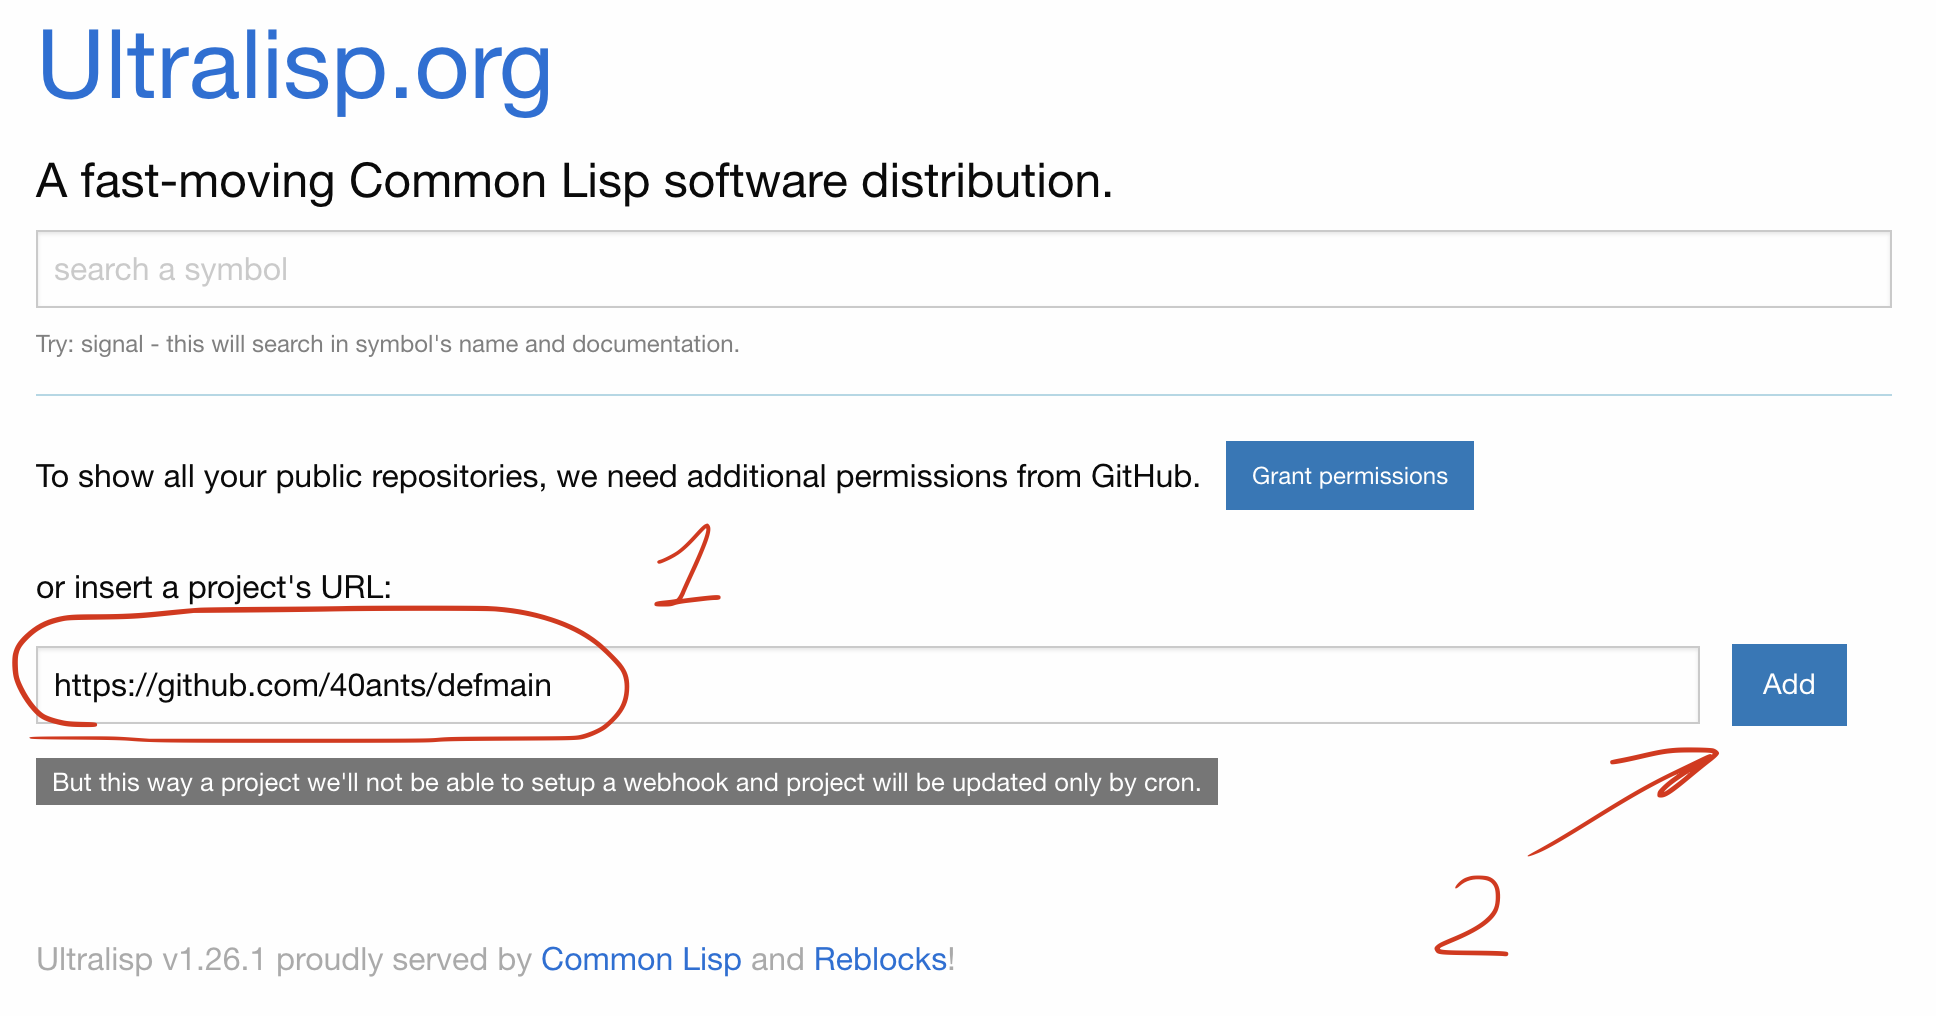 Ultralisp.org
A fast-moving Common Lisp software distribution.
search a symbol
Try: signal - this will search in symbol's name and documentation.
To show all your public repositories, we need additional permissions from GitHub. Grant permissions
1
or insert a project's URL:
https://github.com/40ants/defmain Add
But this way a project we'll not be able to setup a webhook and project will be updated only by cron.
2
Ultralisp v1.26.1 proudly served by Common Lisp and Reblocks!